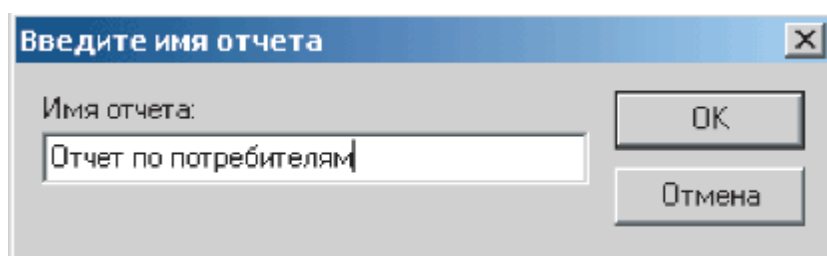 Введите имя отчета
Имя отчета:
OK
Отчет по потребителям
Отмена